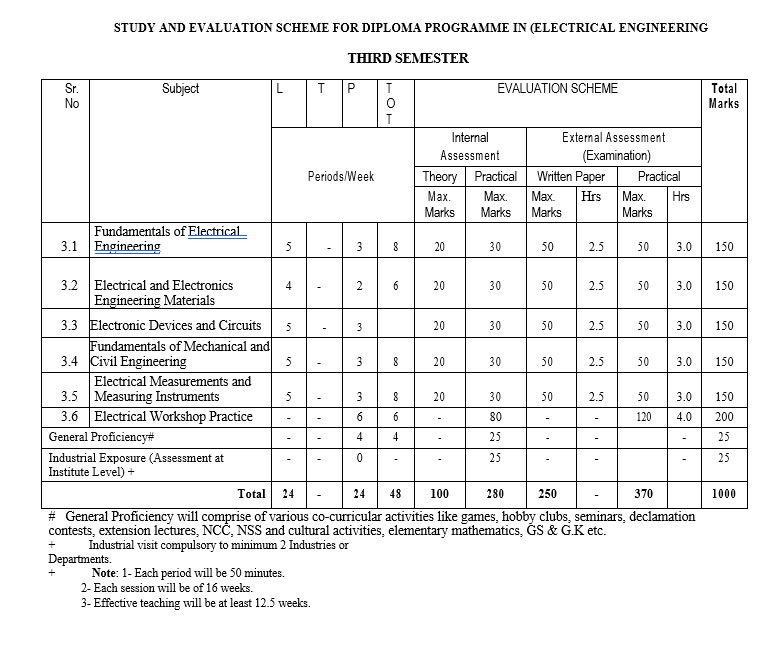 STUDY AND EVALUATION SCHEME FOR DIPLOMA PROGRAMME IN (ELECTRICAL ENGINEERING
THIRD SEMESTER
Sr. No Subject L T P TOT EVALUATION SCHEME Total Marks
Periods/Week Internal Assessment External Assessment (Examination)
Theory Practical Written Paper Practical
Max. Marks Max. Marks Max. Marks Hrs Max. Marks Hrs
3.1 Fundamentals of Electrical Engineering 5 - 3 8 20 30 50 2.5 50 3.0 150
3.2 Electrical and Electronics Engineering Materials 4 - 2 6 20 30 50 2.5 50 3.0 150
3.3 Electronic Devices and Circuits 5 - 3 20 30 50 2.5 50 3.0 150
3.4 Fundamentals of Mechanical and Civil Engineering 5 - 3 8 20 30 50 2.5 50 3.0 150
3.5 Electrical Measurements and Measuring Instruments 5 - 3 8 20 30 50 2.5 50 3.0 150
3.6 Electrical Workshop Practice - - 6 6 - 80 - - 120 4.0 200
General Proficiency# - - 4 4 - 25 - - - 25
Industrial Exposure (Assessment at Institute Level) + - - 0 - - 25 - - - 25
Total 24 - 24 48 100 280 250 - 370 1000
# General Proficiency will comprise of various co-curricular activities like games, hobby clubs, seminars, declamation
contests, extension lectures, NCC, NSS and cultural activities, elementary mathematics, GS & G.K etc.
+ Industrial visit compulsory to minimum 2 Industries or
Departments.
+ Note: 1- Each period will be 50 minutes.
2- Each session will be of 16 weeks.
3- Effective teaching will be at least 12.5 weeks.